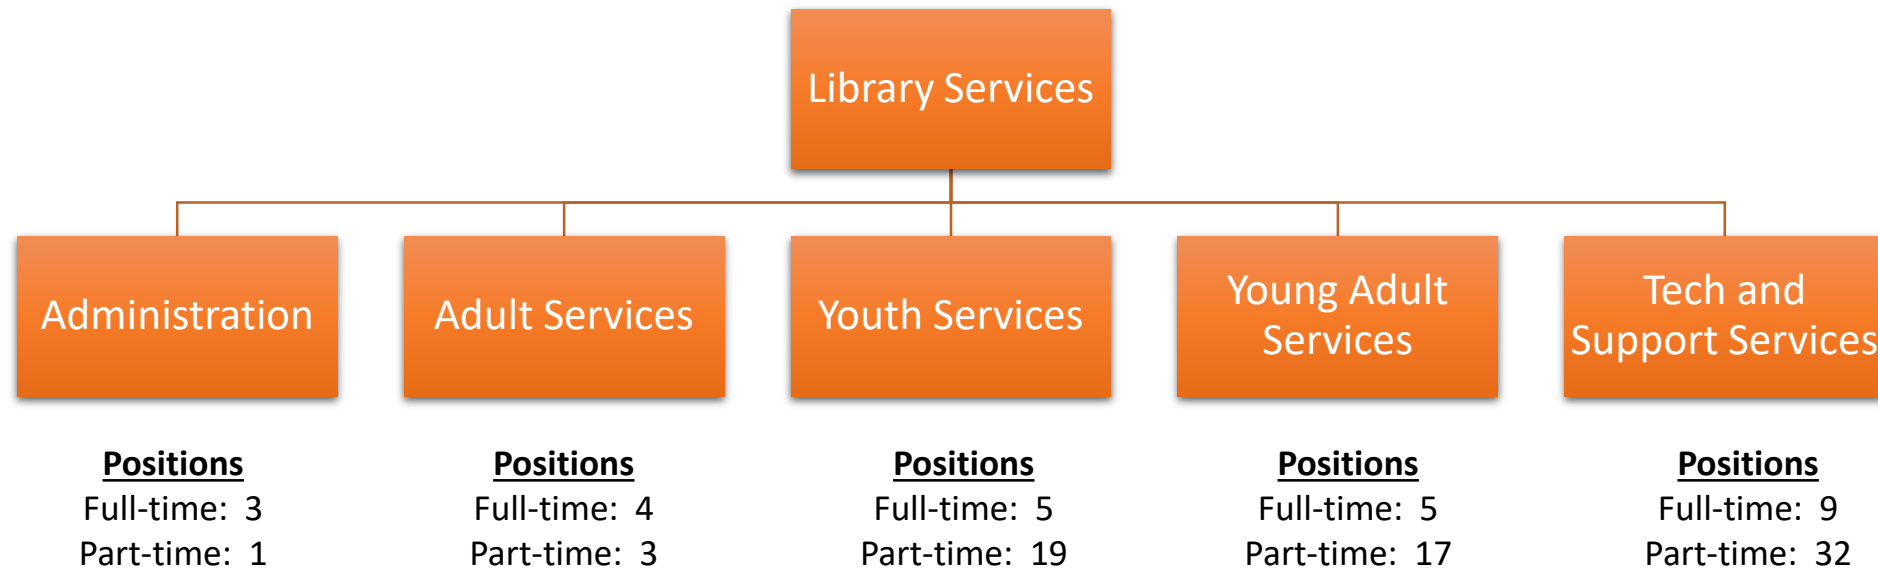 Library Services
Administration
Adult Services
Youth Services
Young Adult
Services
Tech and
Support Services
Positions
Full-time: 3
Part-time: 1
Positions
Full-time: 4
Part-time: 3
Positions
Full-time: 5
Part-time: 19
Positions
Full-time: 5
Part-time: 17
Positions
Full-time: 9
Part-time: 32